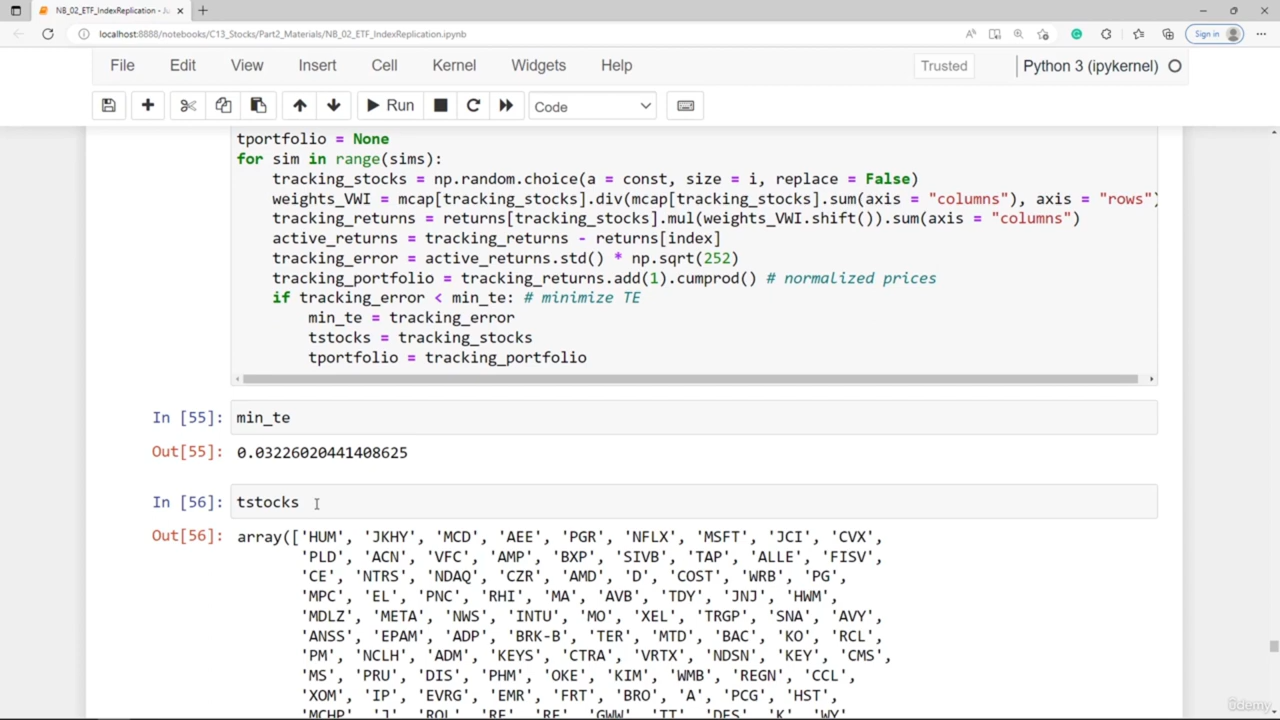 NB_02_ETF_IndexReplication - Ju
localhost:8888/notebooks/C13_Stocks/Part2_Materials/NB_02_ETF_IndexReplication.ipynb
Sign in
File Edit View Insert Cell Kernel Widgets Help Trusted Python 3 (ipykernel)
Run Code
tportfolio = None
for sim in range(sims):
tracking_stocks = np.random.choice(a = const, size = i, replace = False)
weights_VWI = mcap[tracking_stocks].div(mcap[tracking_stocks].sum(axis = "columns"), axis = "rows")
tracking_returns = returns[tracking_stocks].mul(weights_VWI.shift()).sum(axis = "columns")
active_returns = tracking_returns - returns[index]
tracking_error = active_returns.std() * np.sqrt(252)
tracking_portfolio = tracking_returns.add(1).cumprod() # normalized prices
if tracking_error < min_te: # minimize TE
min_te = tracking_error
tstocks = tracking_stocks
tportfolio = tracking_portfolio
In [55]: min_te
Out[55]: 0.03226020441408625
In [56]: tstocks
Out[56]: array(['HUM', 'JKHY', 'MCD', 'AEE', 'PGR', 'NFLX', 'MSFT', 'JCI', 'CVX',
'PLD', 'ACN', 'VFC', 'AMP', 'BXP', 'SIVB', 'TAP', 'ALLE', 'FISV',
'CE', 'NTRS', 'NDAQ', 'CZR', 'AMD', 'D', 'COST', 'WRB', 'PG',
'MPC', 'EL', 'PNC', 'RHI', 'MA', 'AVB', 'TDY', 'JNJ', 'HWM',
'MDLZ', 'META', 'NWS', 'INTU', 'MO', 'XEL', 'TRGP', 'SNA', 'AVY',
'ANSS', 'EPAM', 'ADP', 'BRK-B', 'TER', 'MTD', 'BAC', 'KO', 'RCL',
'PM', 'NCLH', 'ADM', 'KEYS', 'CTRA', 'VRTX', 'NDSN', 'KEY', 'CMS',
'MS', 'PRU', 'DIS', 'PHM', 'OKE', 'KIM', 'WMB', 'REGN', 'CCL',
'XOM', 'IP', 'EVRG', 'EMR', 'FRT', 'BRO', 'A', 'PCG', 'HST',
'MCHP', 'J', 'ROL', 'RE', 'GWW', 'K',
ûdemy